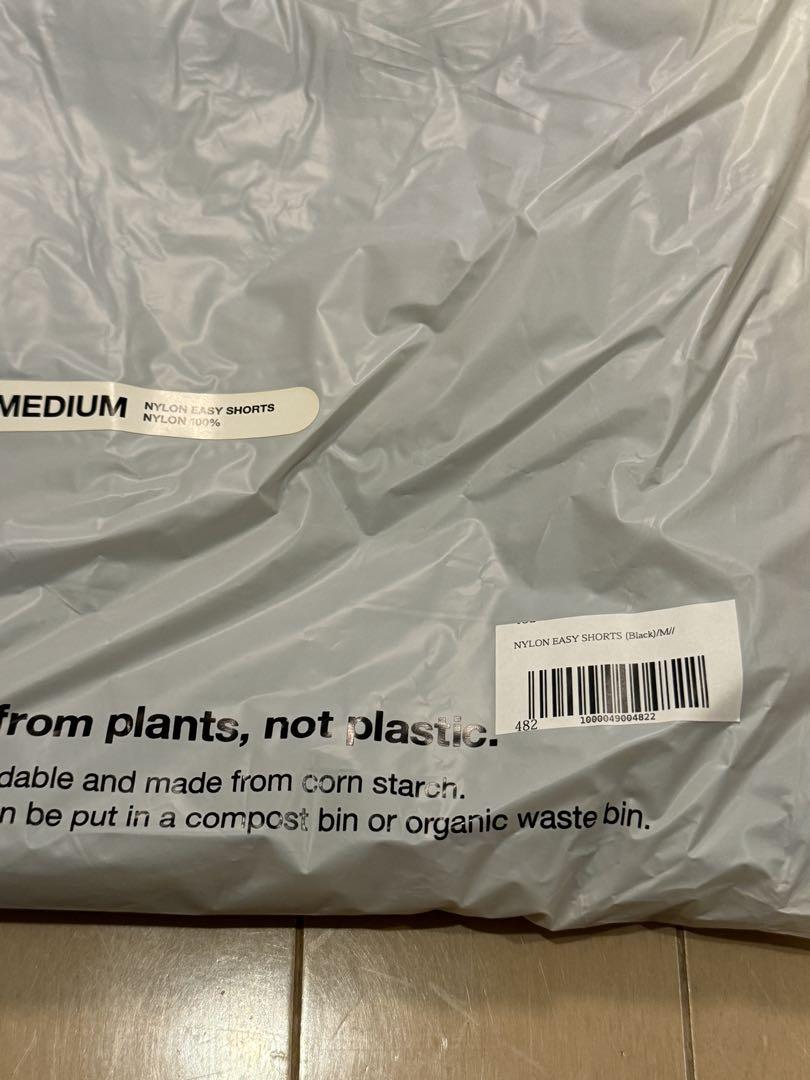 MEDIUM
NYLON EASY SHORTS
NYLON 100%
NYLON EASY SHORTS (Black)/M//
482
1000049004822
from plants, not plastic.
dable and made from corn starch.
n be put in a compost bin or organic waste bin.